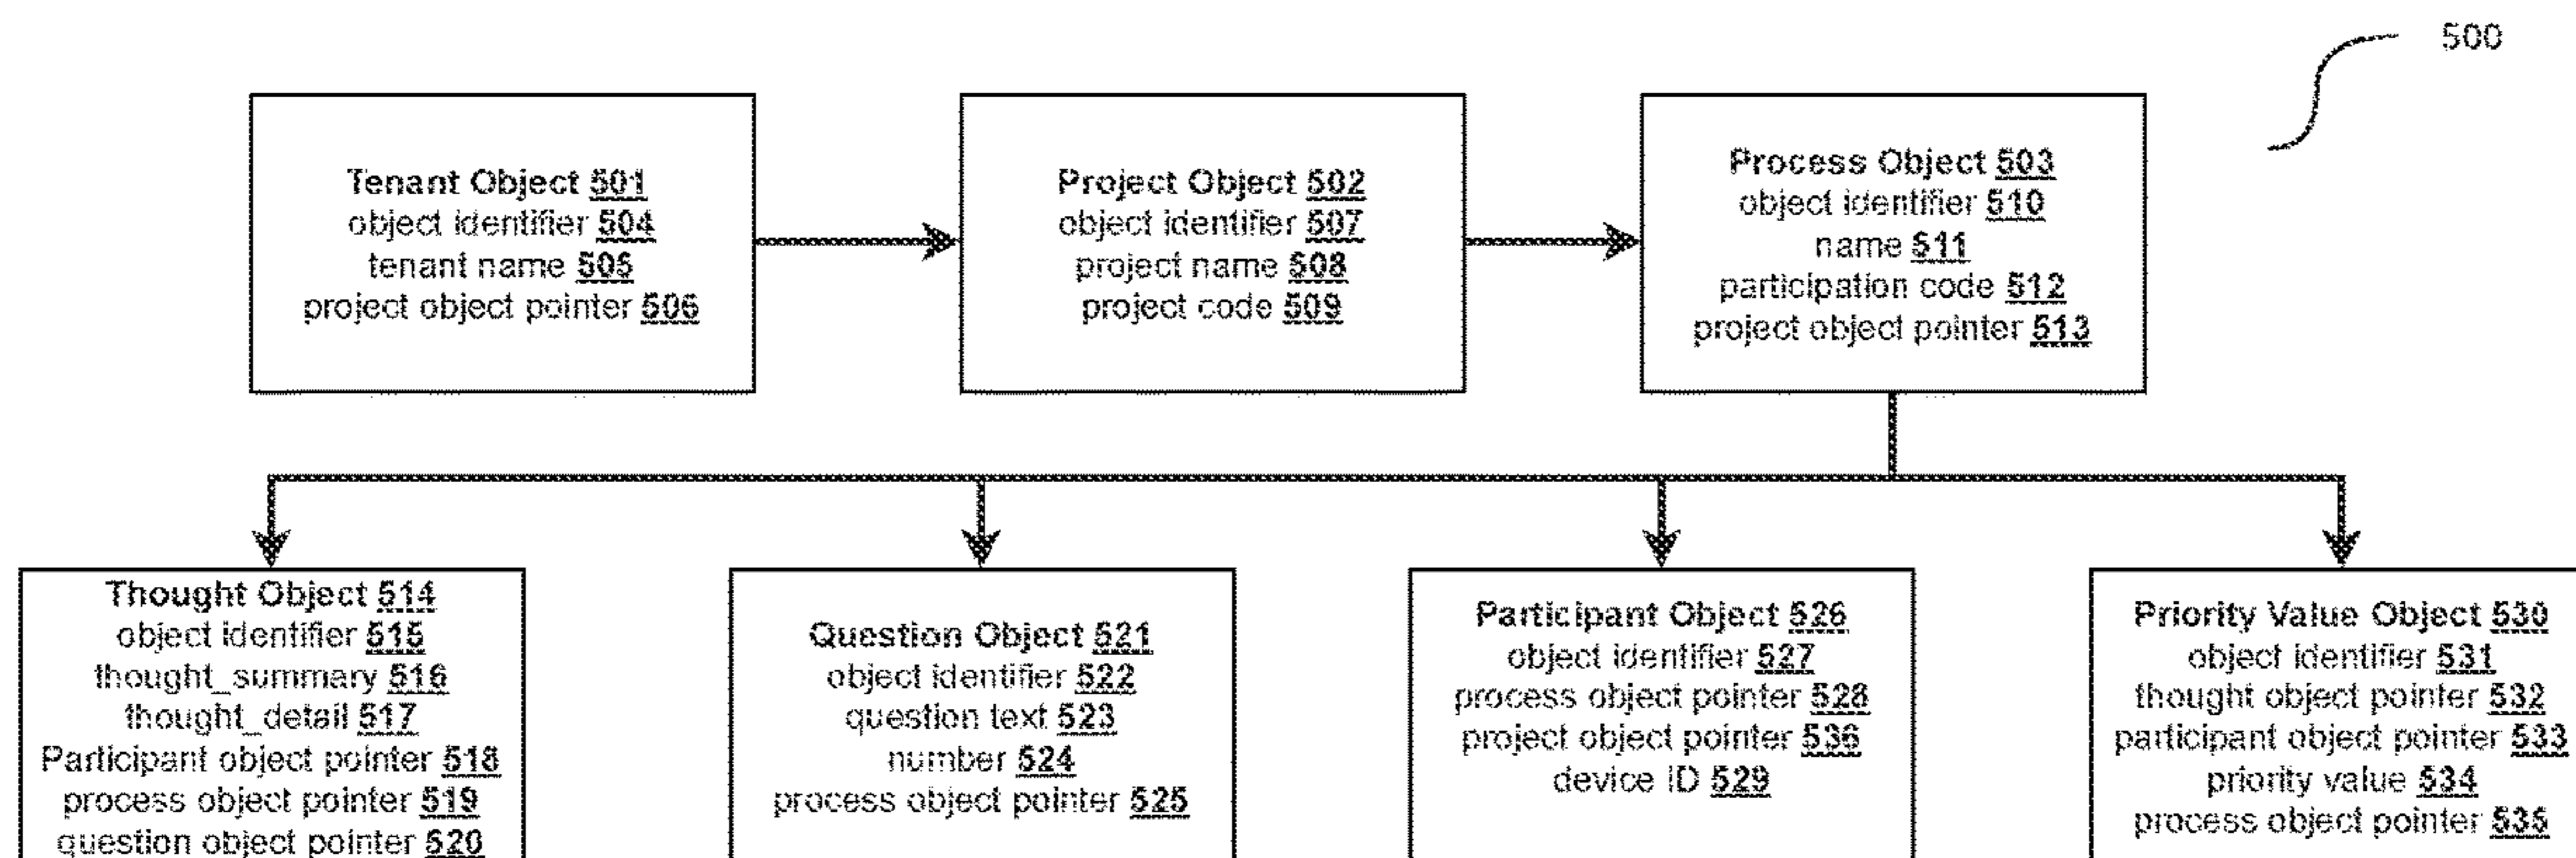 500
Tenant Object 501
object identifier 504
tenant name 505
project object pointer 506
Project Object 502
object identifier 507
project name 508
project code 509
Process Object 503
object identifier 510
name 511
participation code 512
project object pointer 513
Thought Object 514
object identifier 515
thought_summary 516
thought_detail 517
Participant object pointer 518
process object pointer 519
question object pointer 520
Question Object 521
object identifier 522
question text 523
number 524
process object pointer 525
Participant Object 526
object identifier 527
process object pointer 528
project object pointer 536
device ID 529
Priority Value Object 530
object identifier 531
thought object pointer 532
participant object pointer 533
priority value 534
process object pointer 535